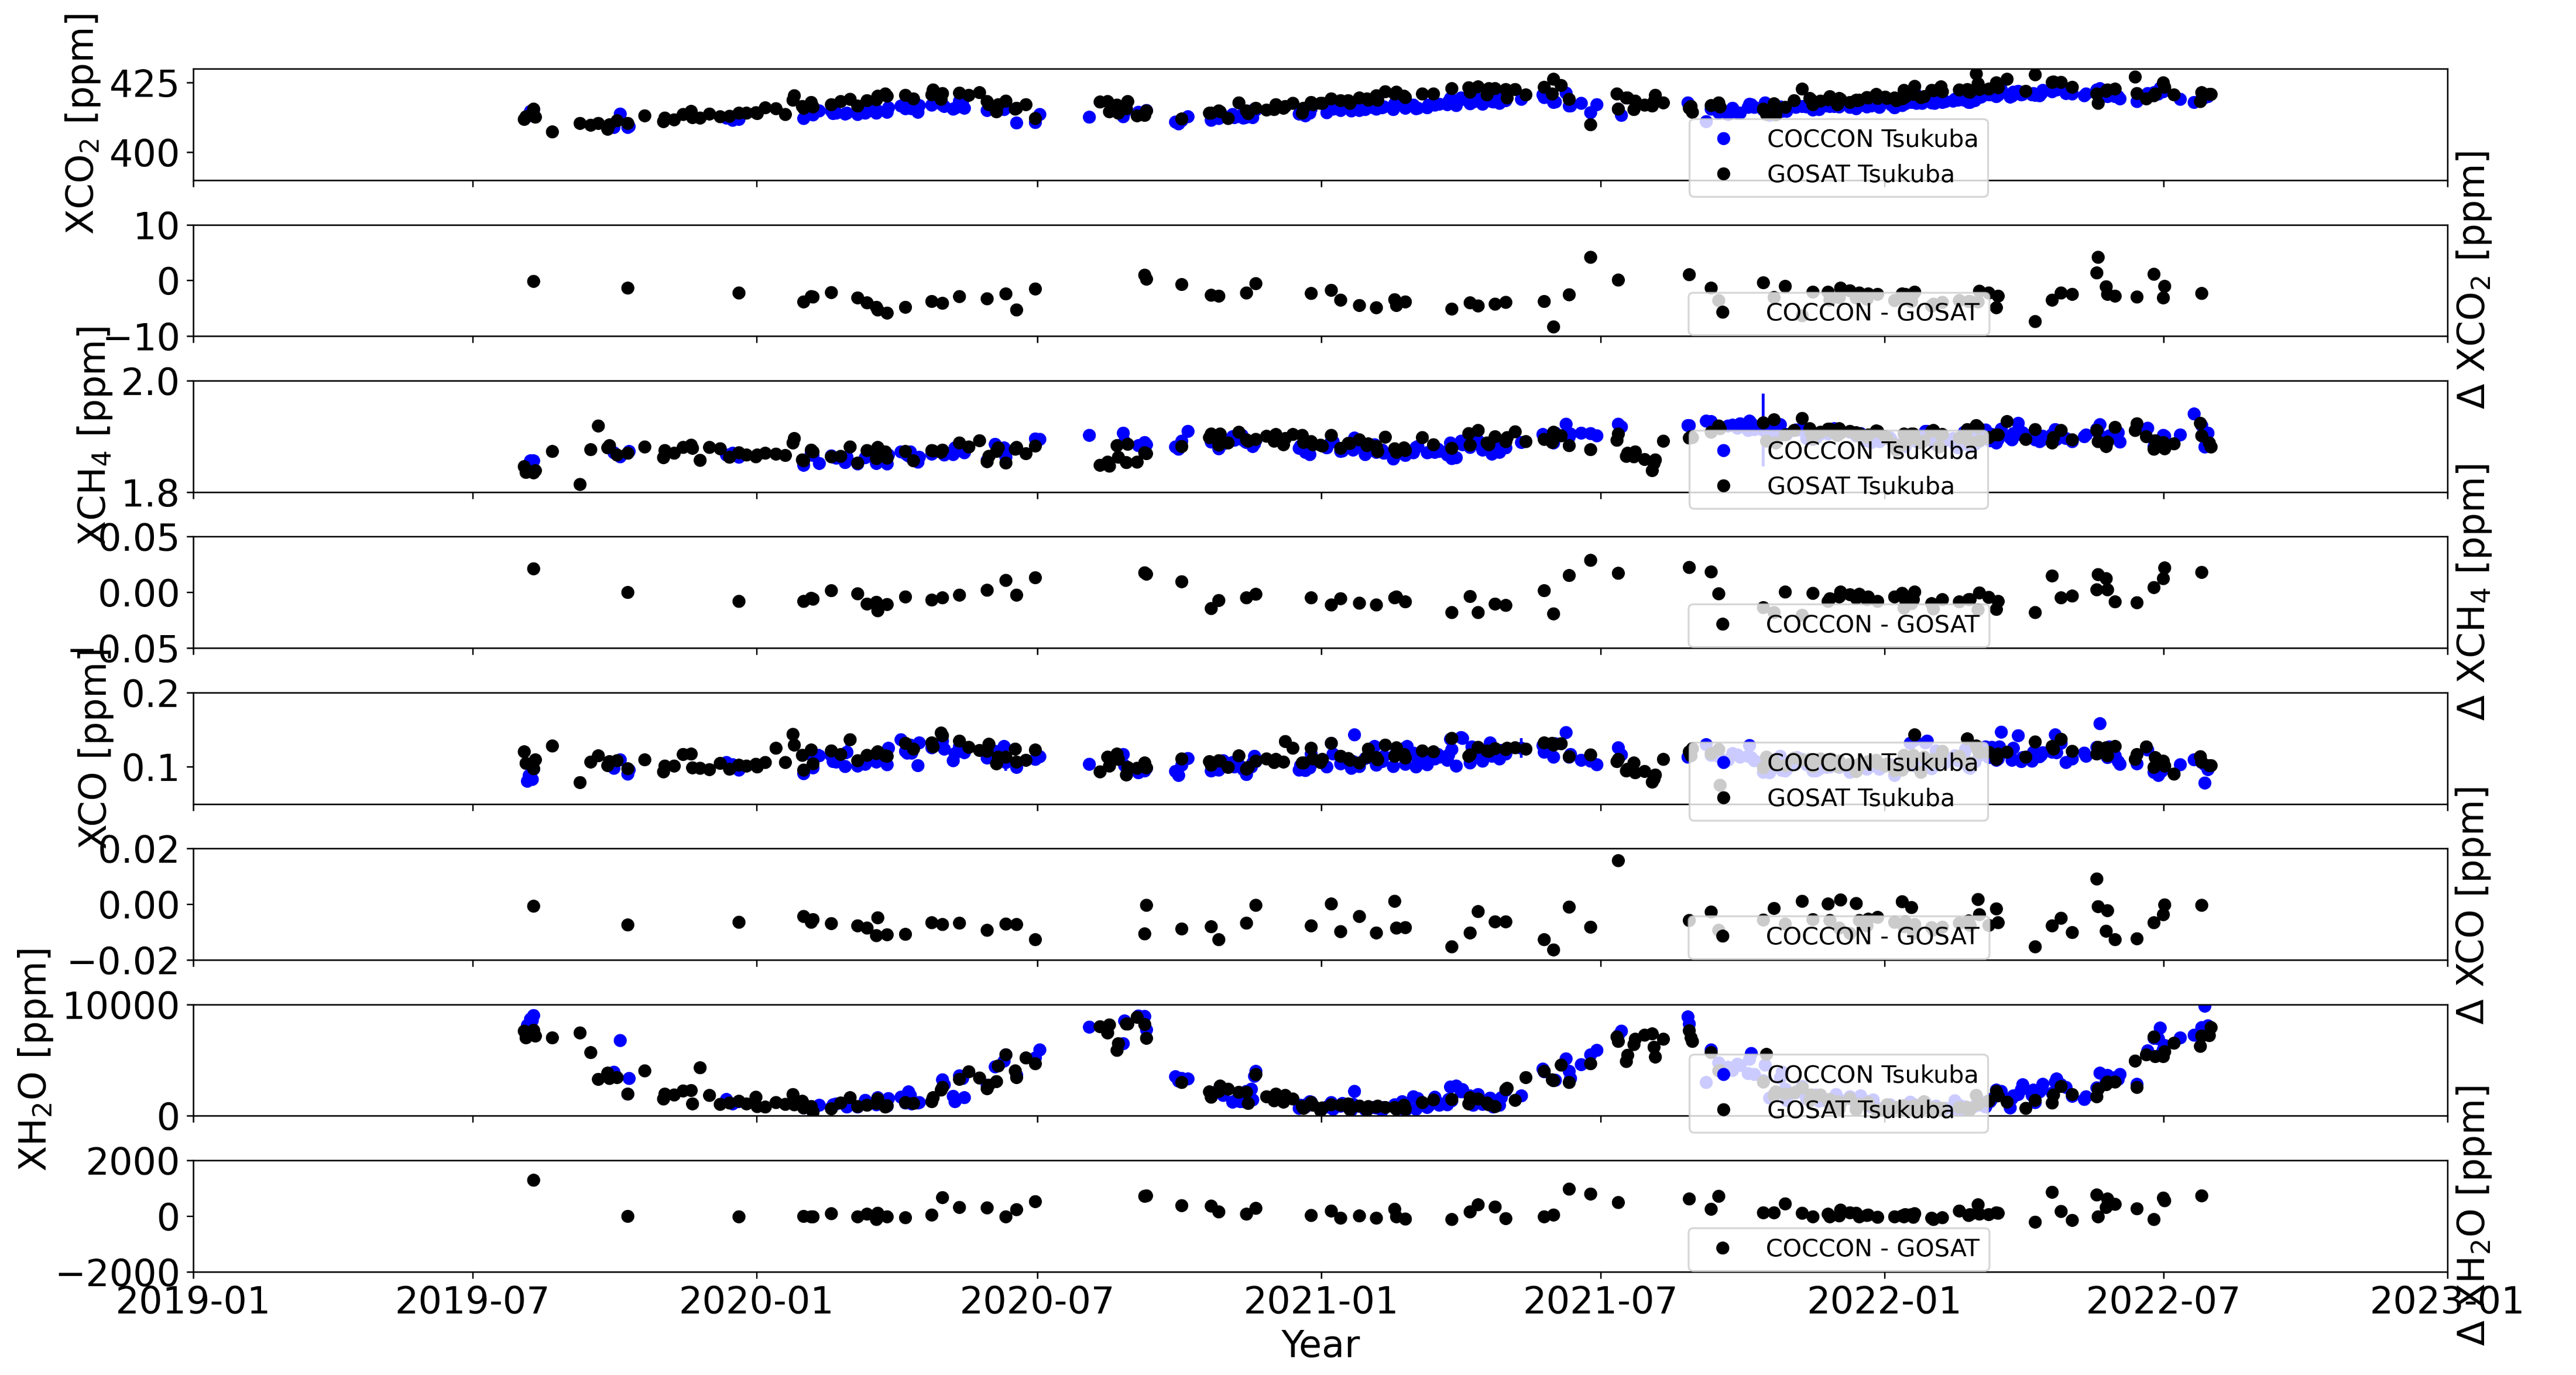 XCO₂ [ppm]
425
400
COCCON Tsukuba
GOSAT Tsukuba
Δ XCO₂ [ppm]
10
0
−10
COCCON - GOSAT
XCH₄ [ppm]
2.0
1.8
COCCON Tsukuba
GOSAT Tsukuba
Δ XCH₄ [ppm]
0.05
0.00
0.05
COCCON - GOSAT
XCO [ppm]
0.2
0.1
COCCON Tsukuba
GOSAT Tsukuba
Δ XCO [ppm]
0.02
0.00
−0.02
COCCON - GOSAT
XH₂O [ppm]
10000
0
COCCON Tsukuba
GOSAT Tsukuba
Δ XH₂O [ppm]
2000
0
−2000
COCCON - GOSAT
2019-01 2019-07 2020-01 2020-07 2021-01 2021-07 2022-01 2022-07 2023-01
Year